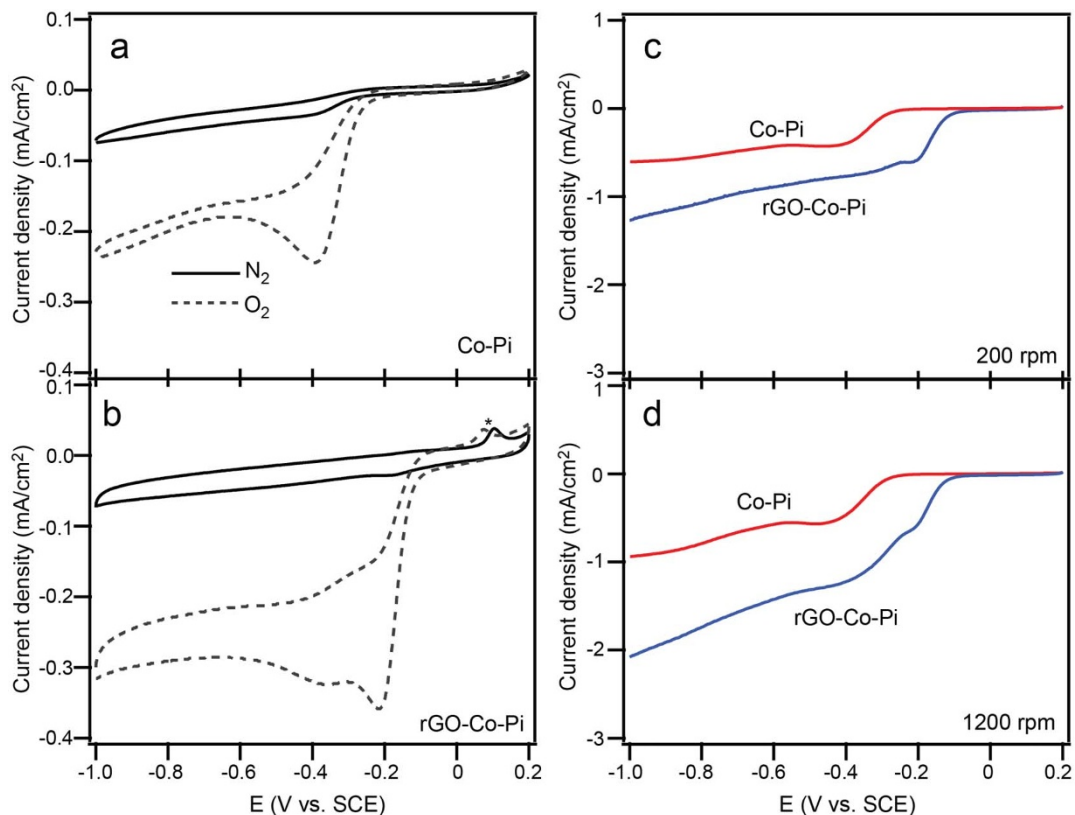 a
0.1
0.0
-0.1
-0.2
-0.3
-0.4
Current density (mA/cm²)
N₂
O₂
Co-Pi
b
0.1
0.0
-0.1
-0.2
-0.3
-0.4
Current density (mA/cm²)
*
rGO-Co-Pi
-1.0 -0.8 -0.6 -0.4 -0.2 0 0.2
E (V vs. SCE)
c
1
0
-1
-2
-3
Current density (mA/cm²)
Co-Pi
rGO-Co-Pi
200 rpm
d
1
0
-1
-2
-3
Current density (mA/cm²)
Co-Pi
rGO-Co-Pi
1200 rpm
-1.0 -0.8 -0.6 -0.4 -0.2 0 0.2
E (V vs. SCE)